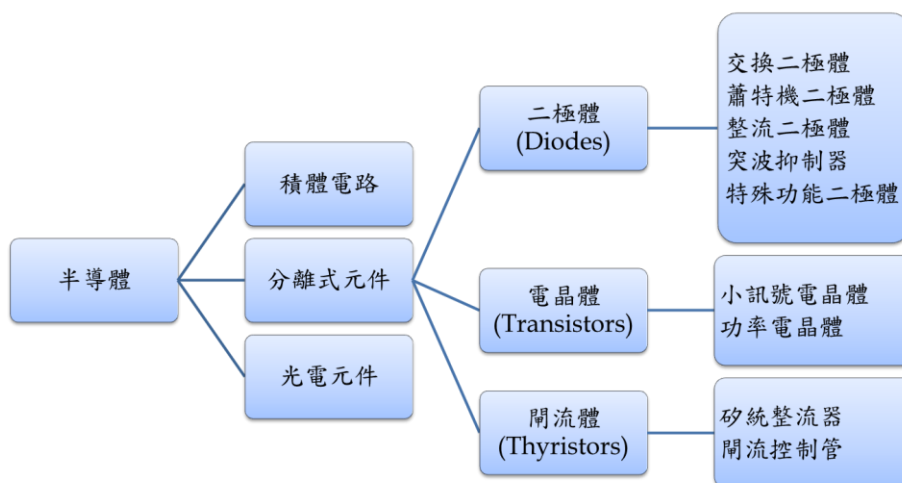 半導體
積體電路
分離式元件
光電元件
二極體
(Diodes)
電晶體
(Transistors)
閘流體
(Thyristors)
交換二極體
蕭特機二極體
整流二極體
突波抑制器
特殊功能二極體
小訊號電晶體
功率電晶體
矽統整流器
閘流控制管